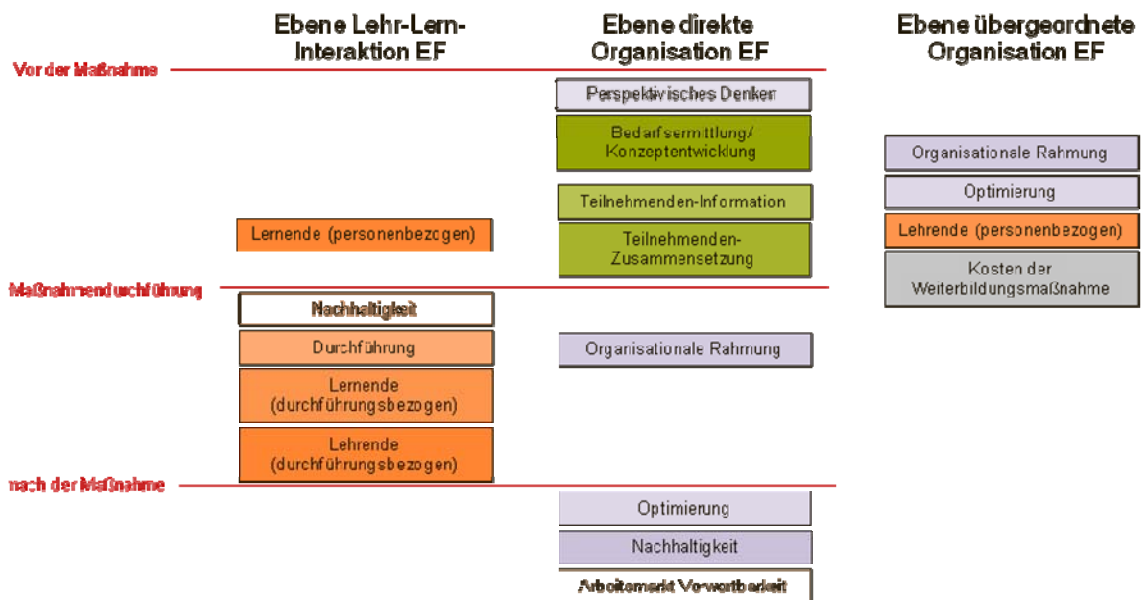 Ebene Lehr-Lern-
Interaktion EF
Ebene direkte
Organisation EF
Ebene übergeordnete
Organisation EF
Vor der Maßnahme
Perspektivisches Denken
Bedarfsermittlung/
Konzeptentwicklung
Organisationale Rahmung
Optimierung
Teilnehmenden-Information
Lernende (personenbezogen)
Teilnehmenden-
Zusammensetzung
Lehrende (personenbezogen)
Kosten der
Weiterbildungsmaßnahme
Maßnahmendurchführung
Nachhaltigkeit
Durchführung
Organisationale Rahmung
Lernende
(durchführungsbezogen)
Lehrende
(durchführungsbezogen)
nach der Maßnahme
Optimierung
Nachhaltigkeit
Arbeitsmarkt Verwertbarkeit